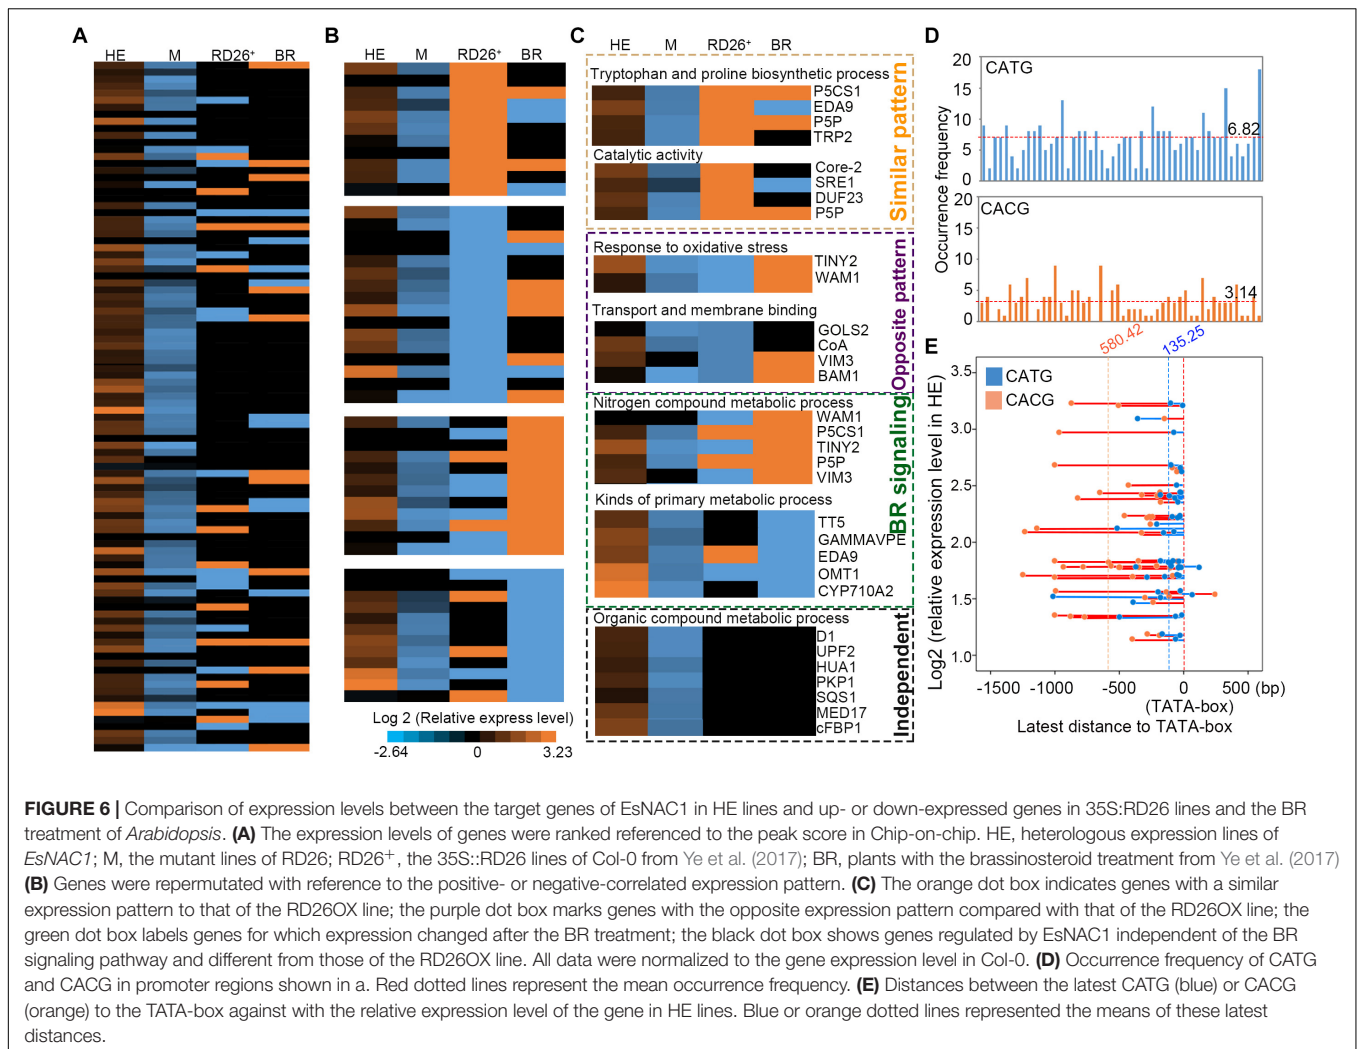 A
HE M RD26+ BR
B
HE M RD26+ BR
Log 2 (Relative express level)
-2.64 0 3.23
C
HE M RD26+ BR
Tryptophan and proline biosynthetic process
P5CS1
EDA9
P5P
TRP2
Catalytic activity
Core-2
SRE1
DUF23
P5P
Similar pattern
Response to oxidative stress
TINY2
WAM1
Transport and membrane binding
GOLS2
CoA
VIM3
BAM1
Opposite pattern
Nitrogen compound metabolic process
WAM1
P5CS1
TINY2
P5P
VIM3
Kinds of primary metabolic process
TT5
GAMMAVPE
EDA9
OMT1
CYP710A2
BR signaling
Organic compound metabolic process
D1
UPF2
HUA1
PKP1
SQS1
MED17
cFBP1
Independent
D
Occurrence frequency
20
15
10
5
0
CATG
6.82
20
15
10
5
0
CACG
3.14
E
580.42
135.25
Log2 (relative expression level in HE)
3.5
3.0
2.5
2.0
1.5
1.0
CATG
CACG
-1500 -1000 -500 0 500 (bp)
(TATA-box)
Latest distance to TATA-box
FIGURE 6 | Comparison of expression levels between the target genes of EsNAC1 in HE lines and up- or down-expressed genes in 35S:RD26 lines and the BR
treatment of Arabidopsis. (A) The expression levels of genes were ranked referenced to the peak score in Chip-on-chip. HE, heterologous expression lines of
EsNAC1; M, the mutant lines of RD26; RD26+, the 35S::RD26 lines of Col-0 from Ye et al. (2017); BR, plants with the brassinosteroid treatment from Ye et al. (2017)
(B) Genes were repermutated with reference to the positive- or negative-correlated expression pattern. (C) The orange dot box indicates genes with a similar
expression pattern to that of the RD26OX line; the purple dot box marks genes with the opposite expression pattern compared with that of the RD26OX line; the
green dot box labels genes for which expression changed after the BR treatment; the black dot box shows genes regulated by EsNAC1 independent of the BR
signaling pathway and different from those of the RD26OX line. All data were normalized to the gene expression level in Col-0. (D) Occurrence frequency of CATG
and CACG in promoter regions shown in a. Red dotted lines represent the mean occurrence frequency. (E) Distances between the latest CATG (blue) or CACG
(orange) to the TATA-box against with the relative expression level of the gene in HE lines. Blue or orange dotted lines represented the means of these latest
distances.